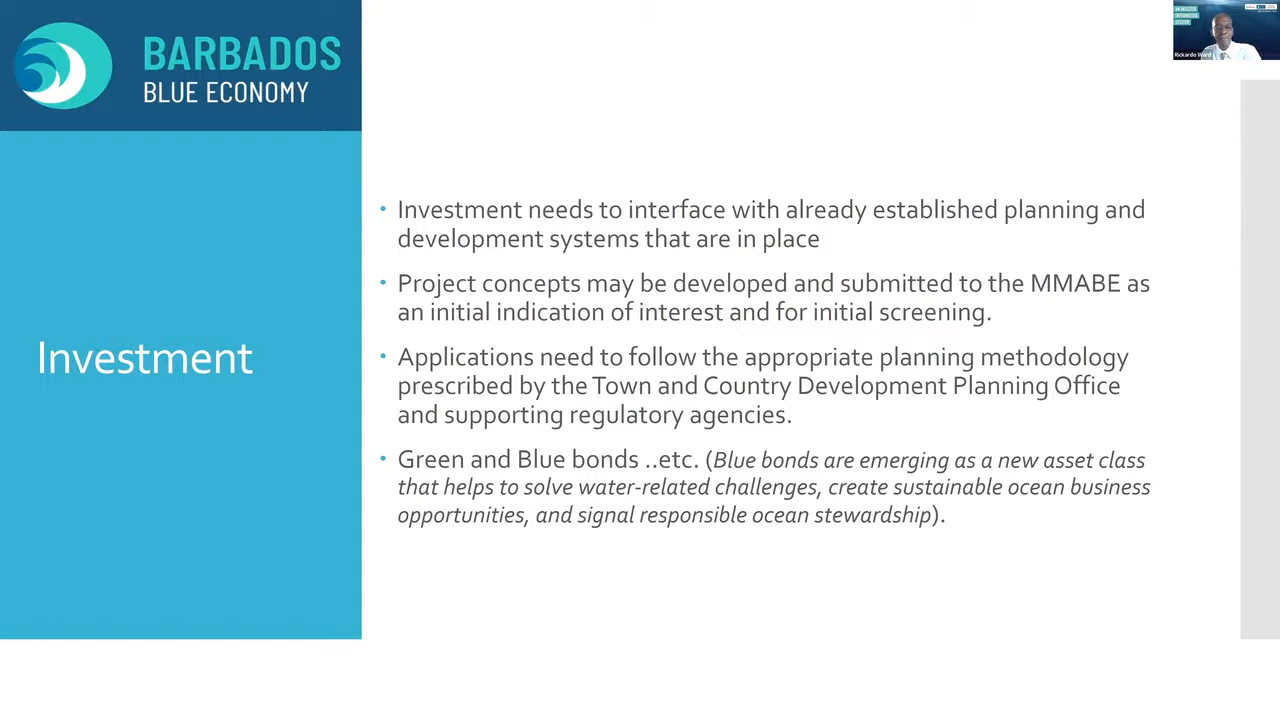 BARBADOS
BLUE ECONOMY
Investment
• Investment needs to interface with already established planning and
development systems that are in place
• Project concepts may be developed and submitted to the MMABE as
an initial indication of interest and for initial screening.
• Applications need to follow the appropriate planning methodology
prescribed by the Town and Country Development Planning Office
and supporting regulatory agencies.
• Green and Blue bonds ..etc. (Blue bonds are emerging as a new asset class
that helps to solve water-related challenges, create sustainable ocean business
opportunities, and signal responsible ocean stewardship).
Rickardo Ward